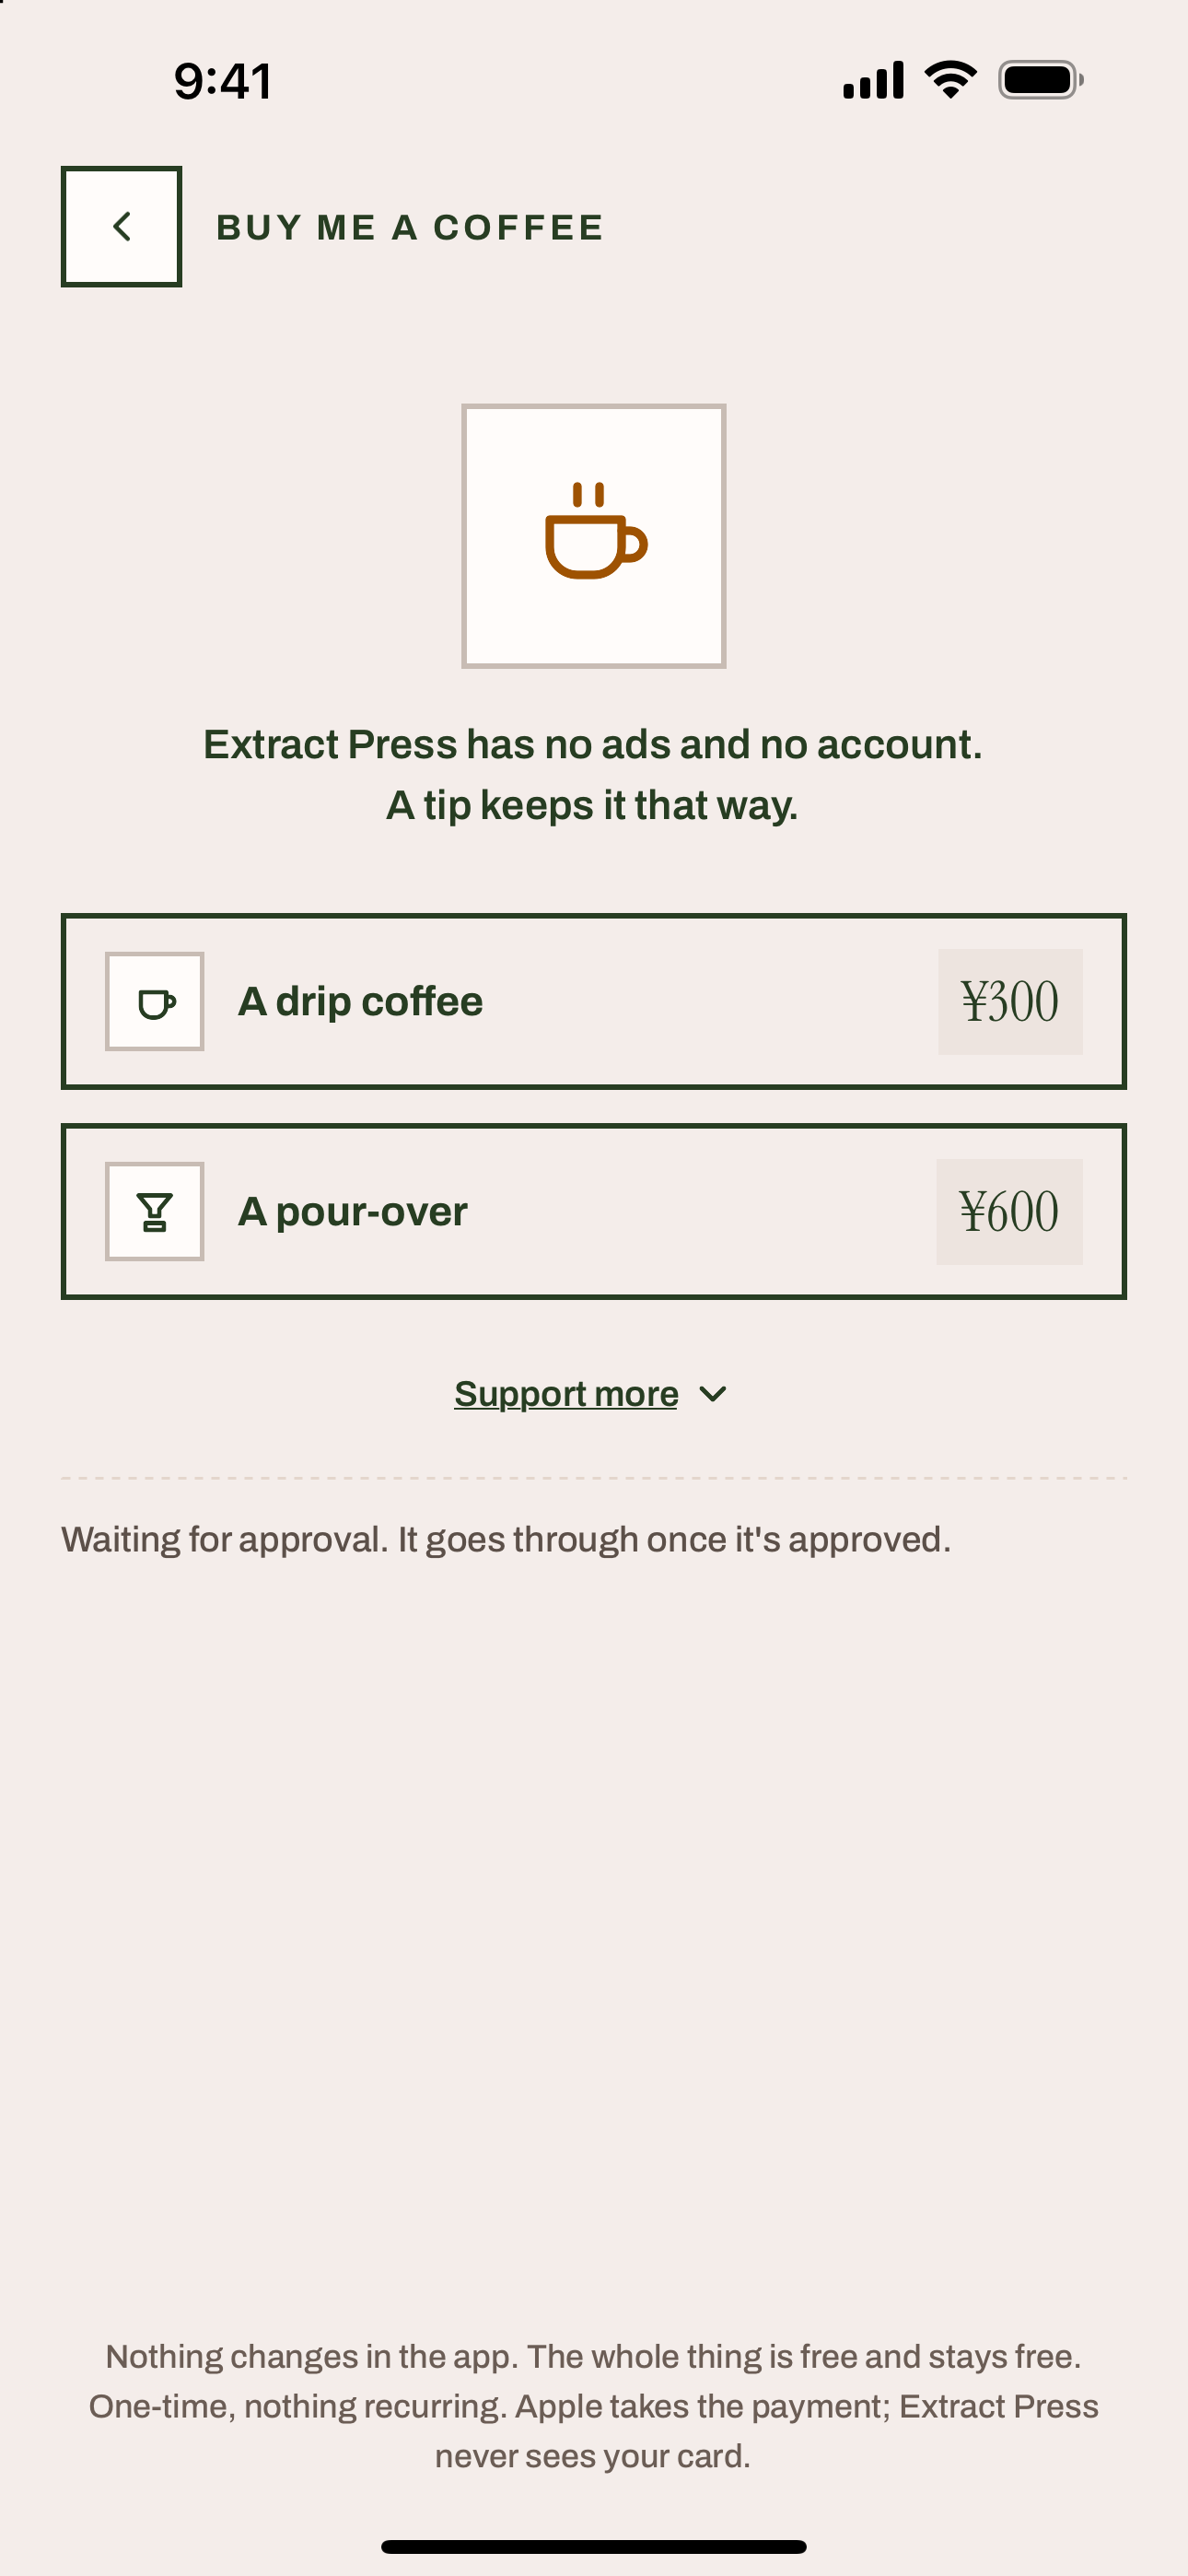 9:41
BUY ME A COFFEE
Extract Press has no ads and no account.
A tip keeps it that way.
A drip coffee
¥300
A pour-over
¥600
Support more
Waiting for approval. It goes through once it's approved.
Nothing changes in the app. The whole thing is free and stays free.
One-time, nothing recurring. Apple takes the payment; Extract Press
never sees your card.